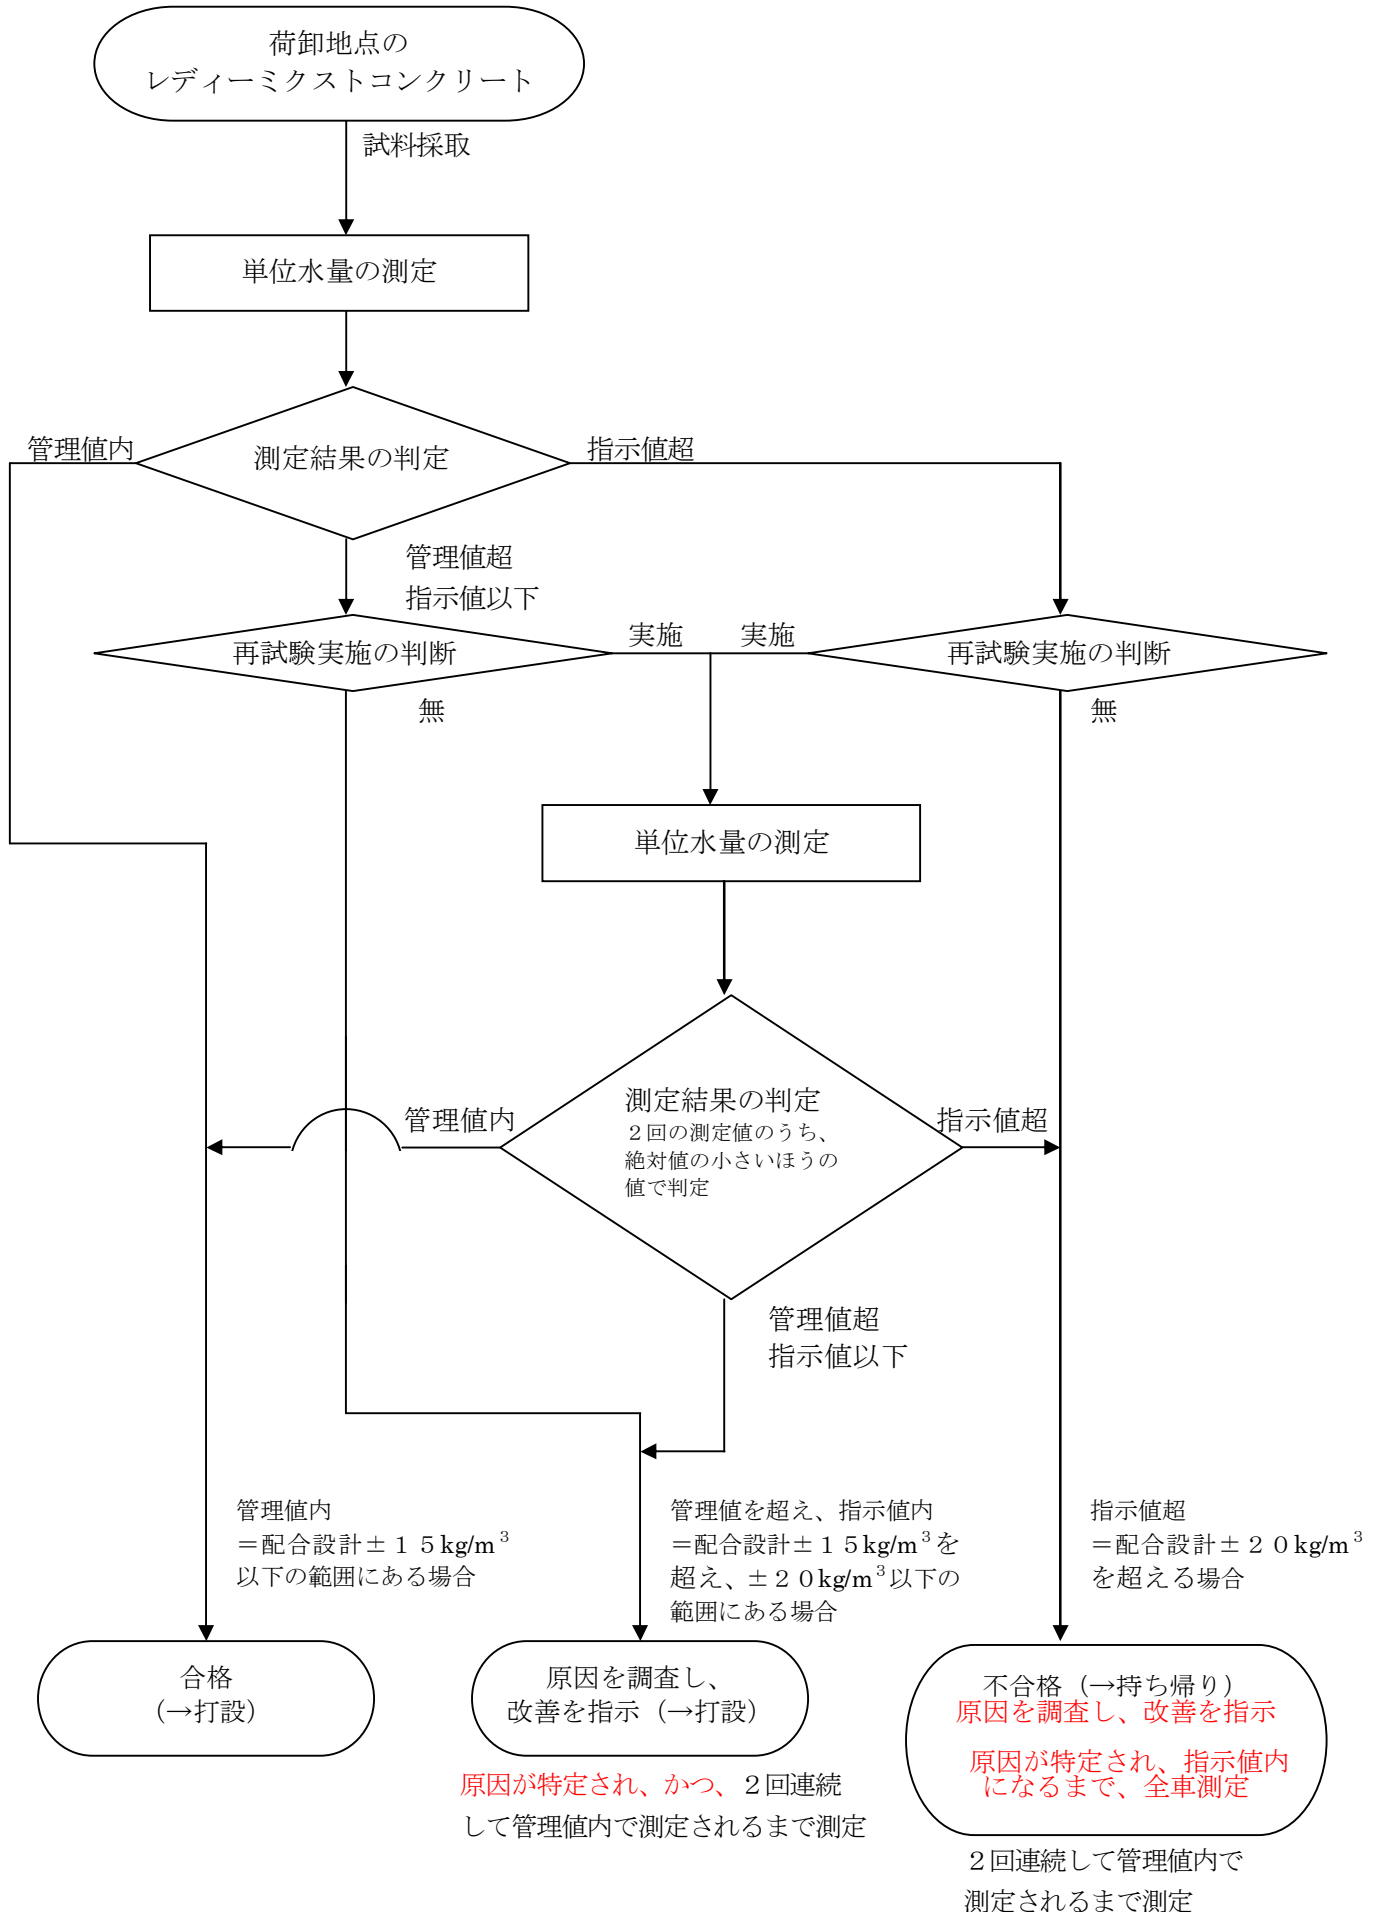 荷卸地点の
レディーミクストコンクリート
試料採取
単位水量の測定
管理値内
測定結果の判定
指示値超
管理値超
指示値以下
再試験実施の判断
実施
実施
再試験実施の判断
無
無
単位水量の測定
管理値内
測定結果の判定
２回の測定値のうち、
絶対値の小さいほうの
値で判定
指示値超
管理値超
指示値以下
管理値内
＝配合設計±１５kg/m³
以下の範囲にある場合
管理値を超え、指示値内
＝配合設計±１５kg/m³を
超え、±２０kg/m³以下の
範囲にある場合
指示値超
＝配合設計±２０kg/m³
を超える場合
合格
（→打設）
原因を調査し、
改善を指示（→打設）
原因が特定され、かつ、２回連続
して管理値内で測定されるまで測定
不合格（→持ち帰り）
原因を調査し、改善を指示
原因が特定され、指示値内
になるまで、全車測定
２回連続して管理値内で
測定されるまで測定